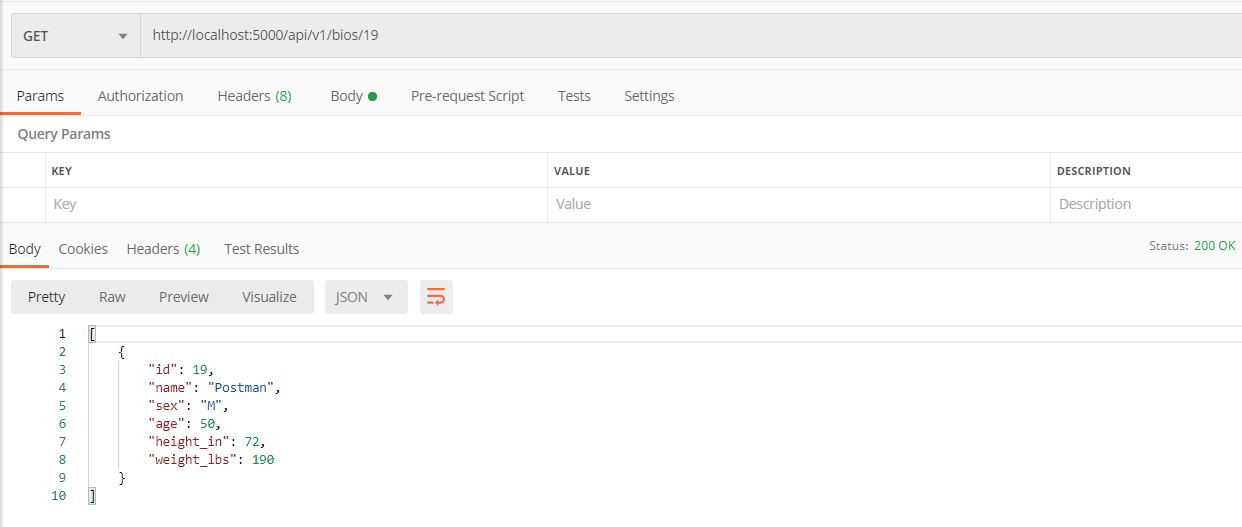 GET http://localhost:5000/api/v1/bios/19
Params Authorization Headers (8) Body Pre-request Script Tests Settings
Query Params
KEY VALUE DESCRIPTION
Key Value Description
Body Cookies Headers (4) Test Results Status: 200 OK
Pretty Raw Preview Visualize JSON
1 [
2 {
3 "id": 19,
4 "name": "Postman",
5 "sex": "M",
6 "age": 50,
7 "height_in": 72,
8 "weight_lbs": 190
9 }
10 ]